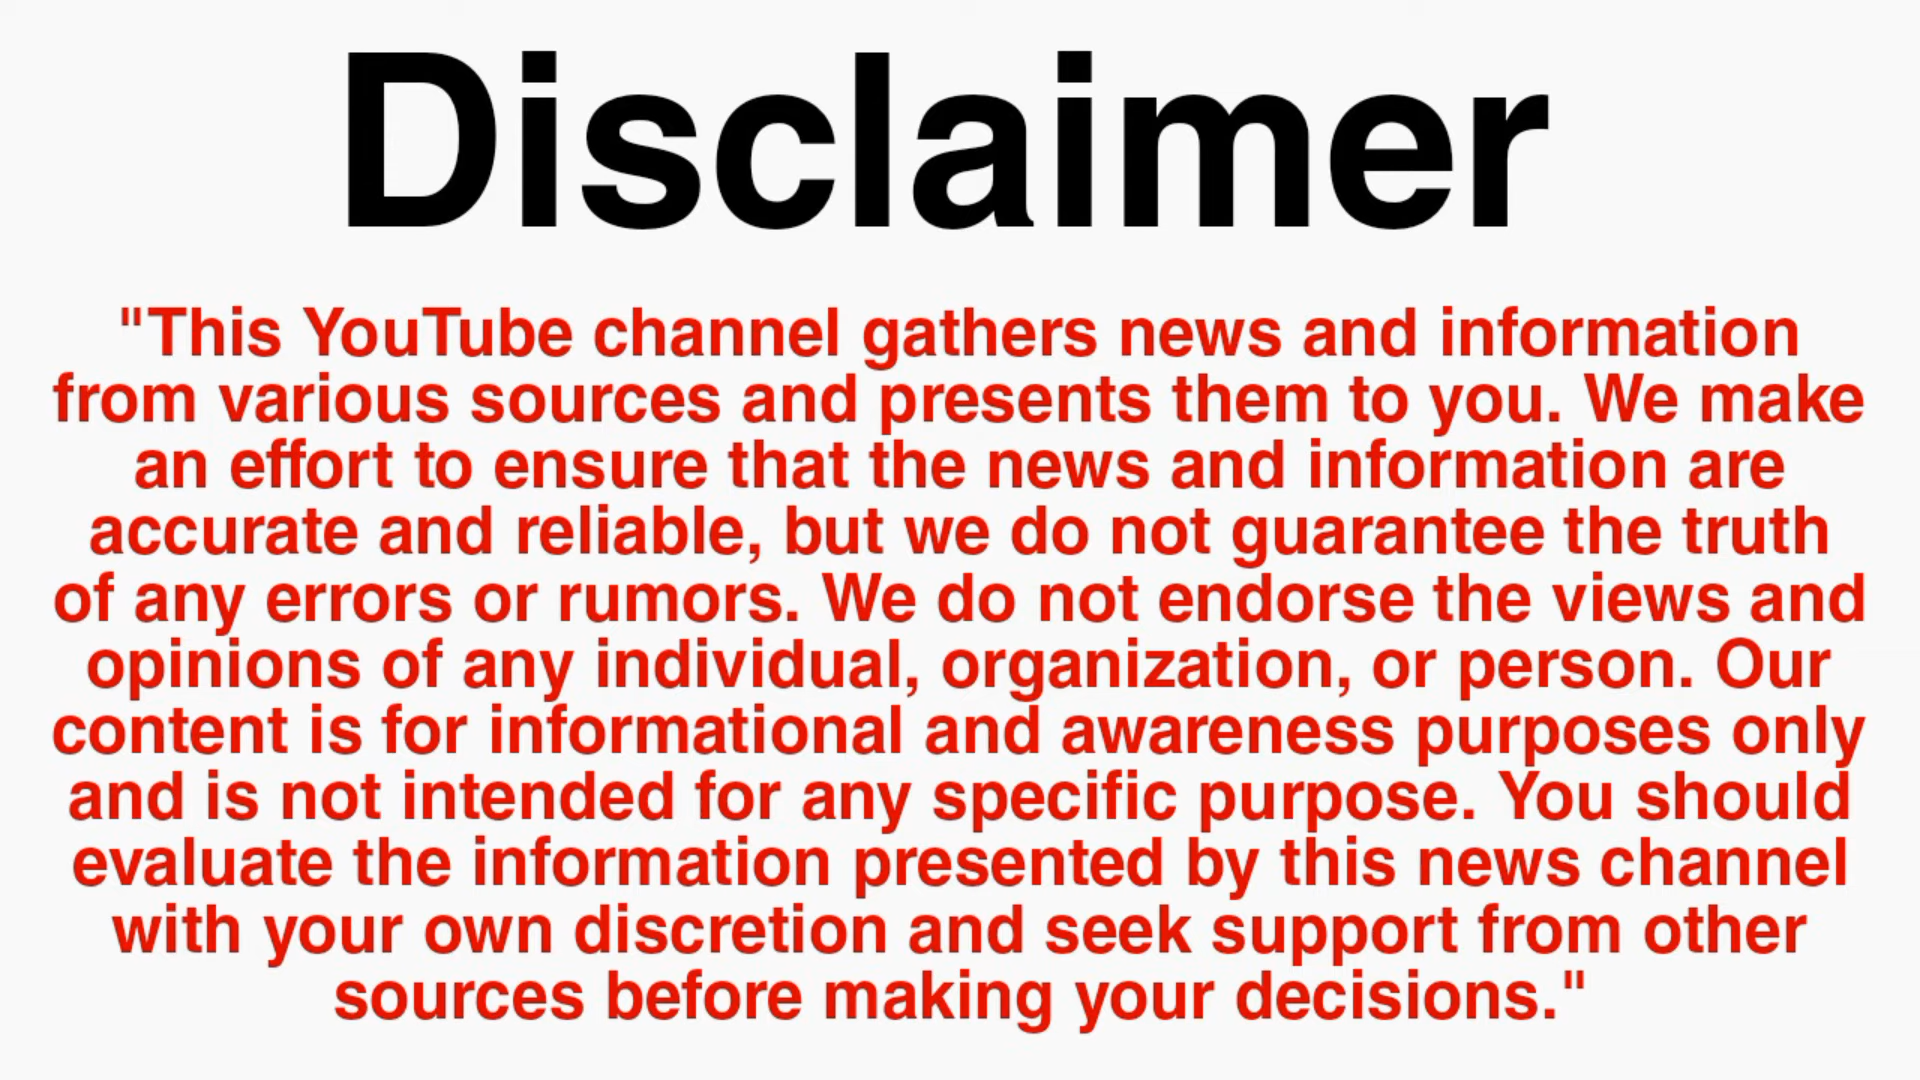 Disclaimer
"This YouTube channel gathers news and information
from various sources and presents them to you. We make
an effort to ensure that the news and information are
accurate and reliable, but we do not guarantee the truth
of any errors or rumors. We do not endorse the views and
opinions of any individual, organization, or person. Our
content is for informational and awareness purposes only
and is not intended for any specific purpose. You should
evaluate the information presented by this news channel
with your own discretion and seek support from other
sources before making your decisions."